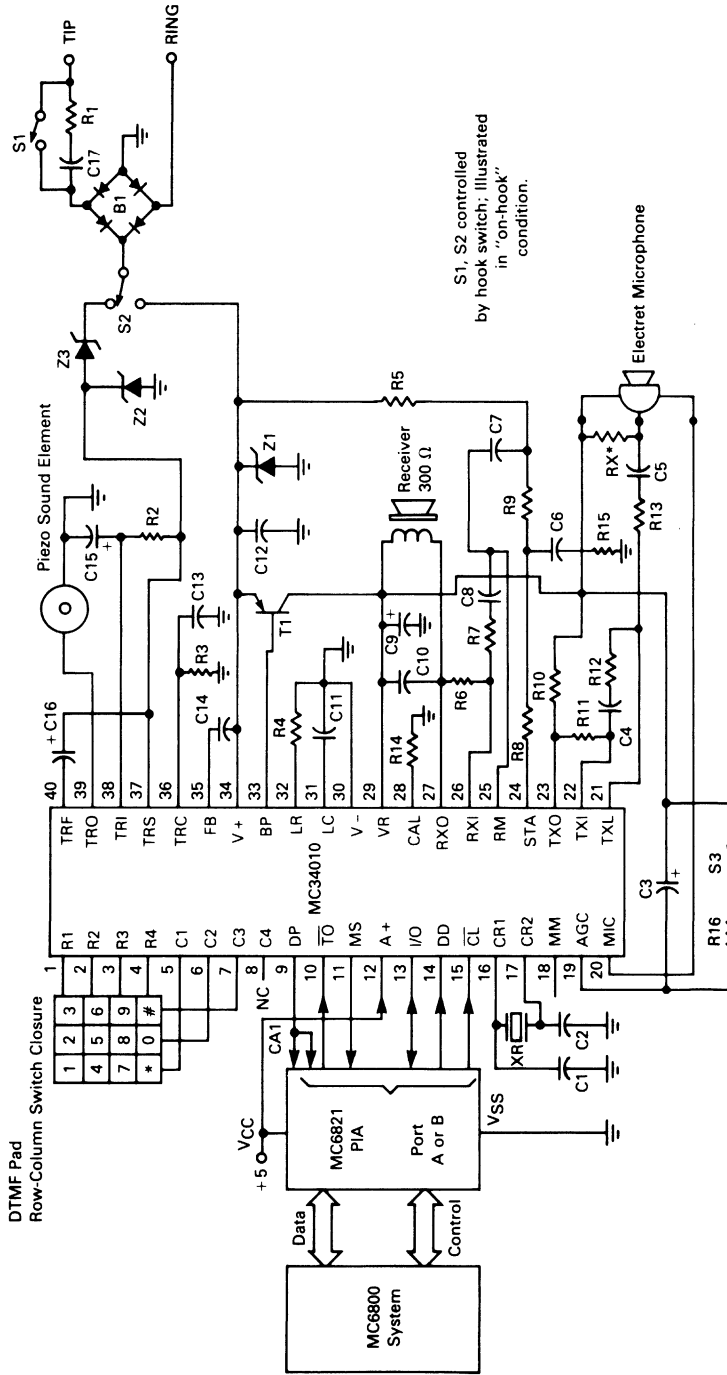 DTMF Pad
Row-Column Switch Closure
1 2 3
4 5 6
7 8 9
* 0 #
MC6800
System
Data
Control
+5
VCC
CA1
MC6821
PIA
Port
A or B
VSS
NC
1 R1
2 R2
3 R3
4 R4
5 C1
6 C2
7 C3
8 C4
9 DP
10 TO
11 MS
12 A+
13 I/O
14 DD
15 CL
16 CR1
17 CR2
18 MM
19 AGC
20 MIC
MC34010
40 TRF
39 TRO
38 TRI
37 TRS
36 TRC
35 FB
34 V+
33 BP
32 LR
31 LC
30 V-
29 VR
28 CAL
27 RXO
26 RXI
25 RM
24 STA
23 TXO
22 TXI
21 TXL
XR
C1
C2
C3
+
R16
S3
+ C16
Piezo Sound Element
C15
+
R2
C13
R3
C14
T1
C12
Z1
Z2
Z3
S2
B1
C17
R1
S1
TIP
RING
R4
C11
R14
C10
C9
+
Receiver
300 Ω
R6
R7
C8
C7
R5
R8
R9
C6
R15
R10
R11
C4
R12
R13
C5
RX*
Electret Microphone
S1, S2 controlled
by hook switch; Illustrated
in "on-hook"
condition.